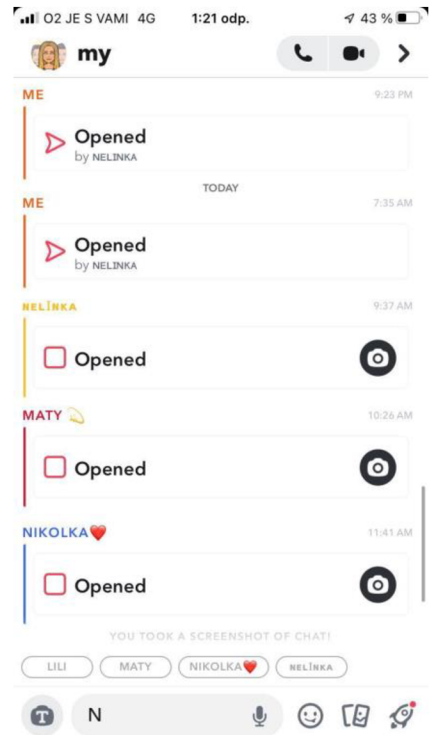 O2 JE S VAMI 4G 1:21 odp. 43 %
my
ME 9:23 PM
Opened
by NELINKA
TODAY
ME 7:35 AM
Opened
by NELINKA
NELÏNKA 9:37 AM
Opened
MATY 💫 10:26 AM
Opened
NIKOLKA❤️ 11:41 AM
Opened
YOU TOOK A SCREENSHOT OF CHAT!
LILI MATY NIKOLKA❤️ NELÏNKA
T N